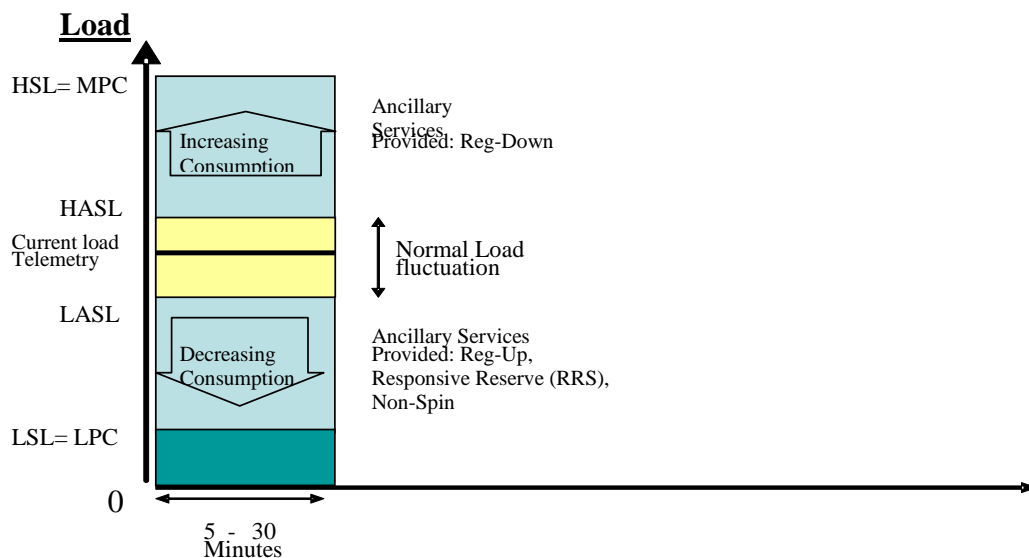 Load
HSL= MPC
Ancillary
Services
Provided: Reg-Down
Increasing
Consumption
HASL
Current load
Telemetry
Normal Load
fluctuation
LASL
Ancillary Services
Provided: Reg-Up,
Responsive Reserve (RRS),
Non-Spin
Decreasing
Consumption
LSL= LPC
0
5 - 30
Minutes